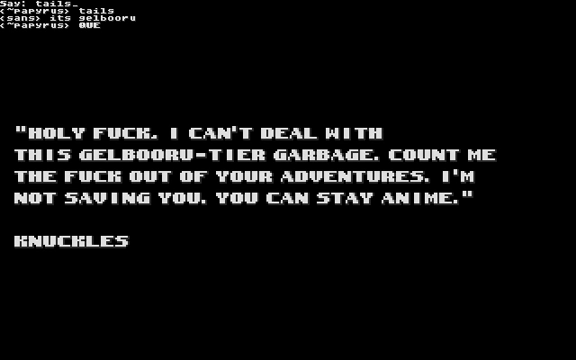 Say: tails_
<~Papyrus> tails
<sans> its gelbooru
<~Papyrus> QUE
"HOLY FUCK, I CAN'T DEAL WITH
THIS GELBOORU-TIER GARBAGE. COUNT ME
THE FUCK OUT OF YOUR ADVENTURES. I'M
NOT SAVING YOU. YOU CAN STAY ANIME."
KNUCKLES